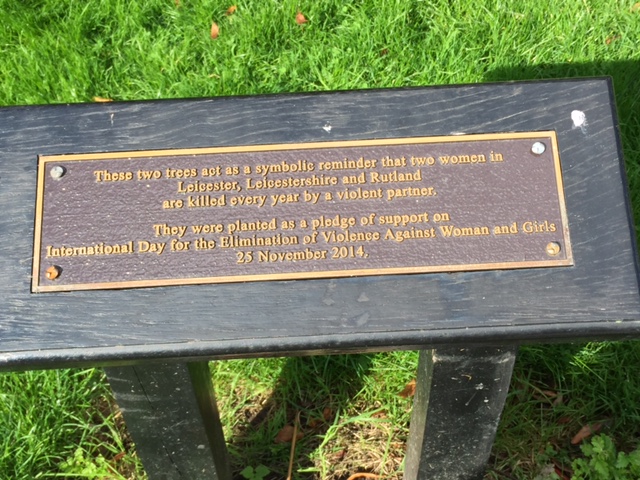 These two trees act as a symbolic reminder that two women in
Leicester, Leicestershire and Rutland
are killed every year by a violent partner.
They were planted as a pledge of support on
International Day for the Elimination of Violence Against Woman and Girls
25 November 2014.